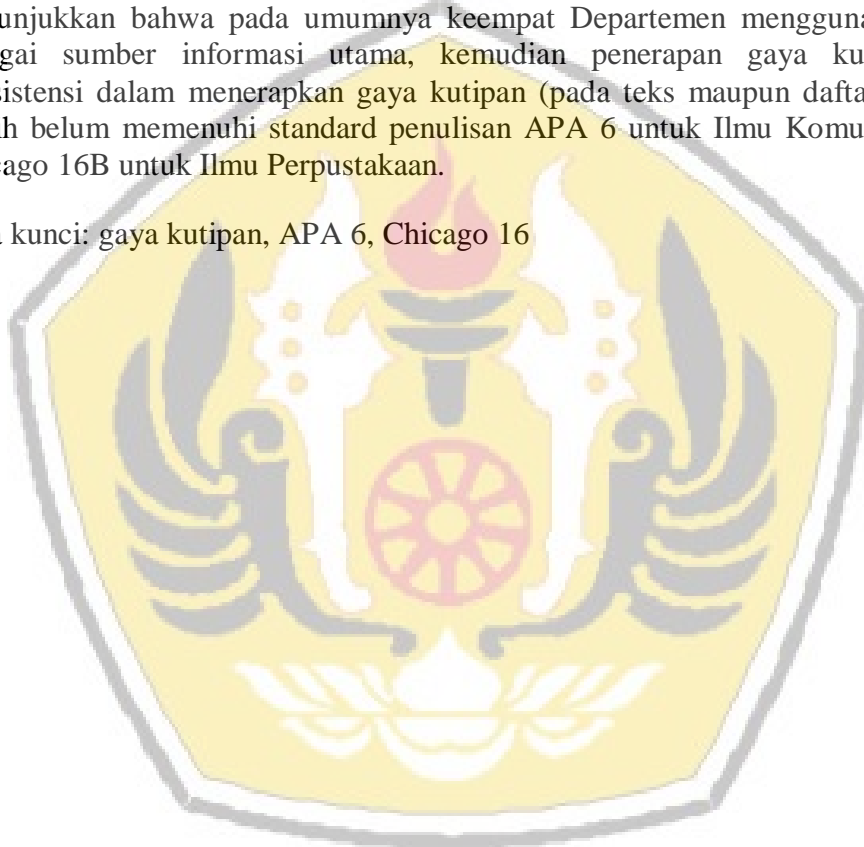 unjukkan bahwa pada umumnya keempat Departemen mengguna
gai sumber informasi utama, kemudian penerapan gaya ku
sistensi dalam menerapkan gaya kutipan (pada teks maupun dafta
ih belum memenuhi standard penulisan APA 6 untuk Ilmu Komu
cago 16B untuk Ilmu Perpustakaan.
a kunci: gaya kutipan, APA 6, Chicago 16